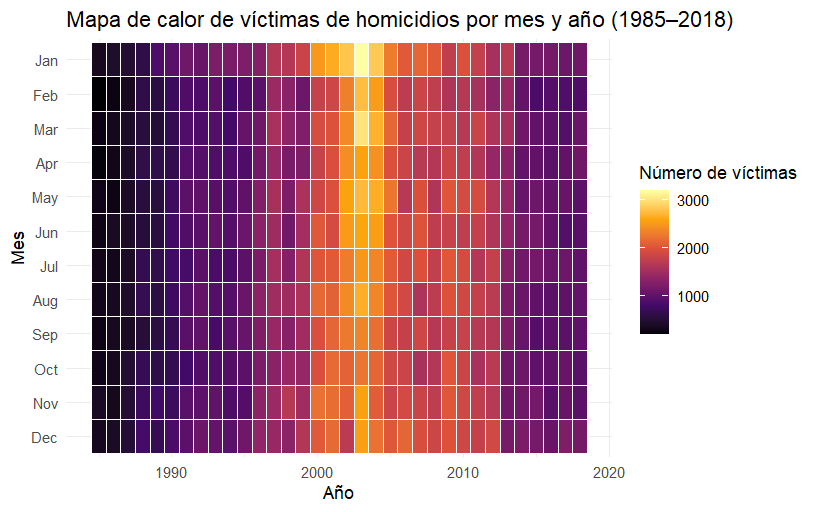 Mapa de calor de víctimas de homicidios por mes y año (1985–2018)
Jan
Feb
Mar
Apr
May
Jun
Jul
Aug
Sep
Oct
Nov
Dec
Mes
1990
2000
2010
2020
Año
Número de víctimas
3000
2000
1000